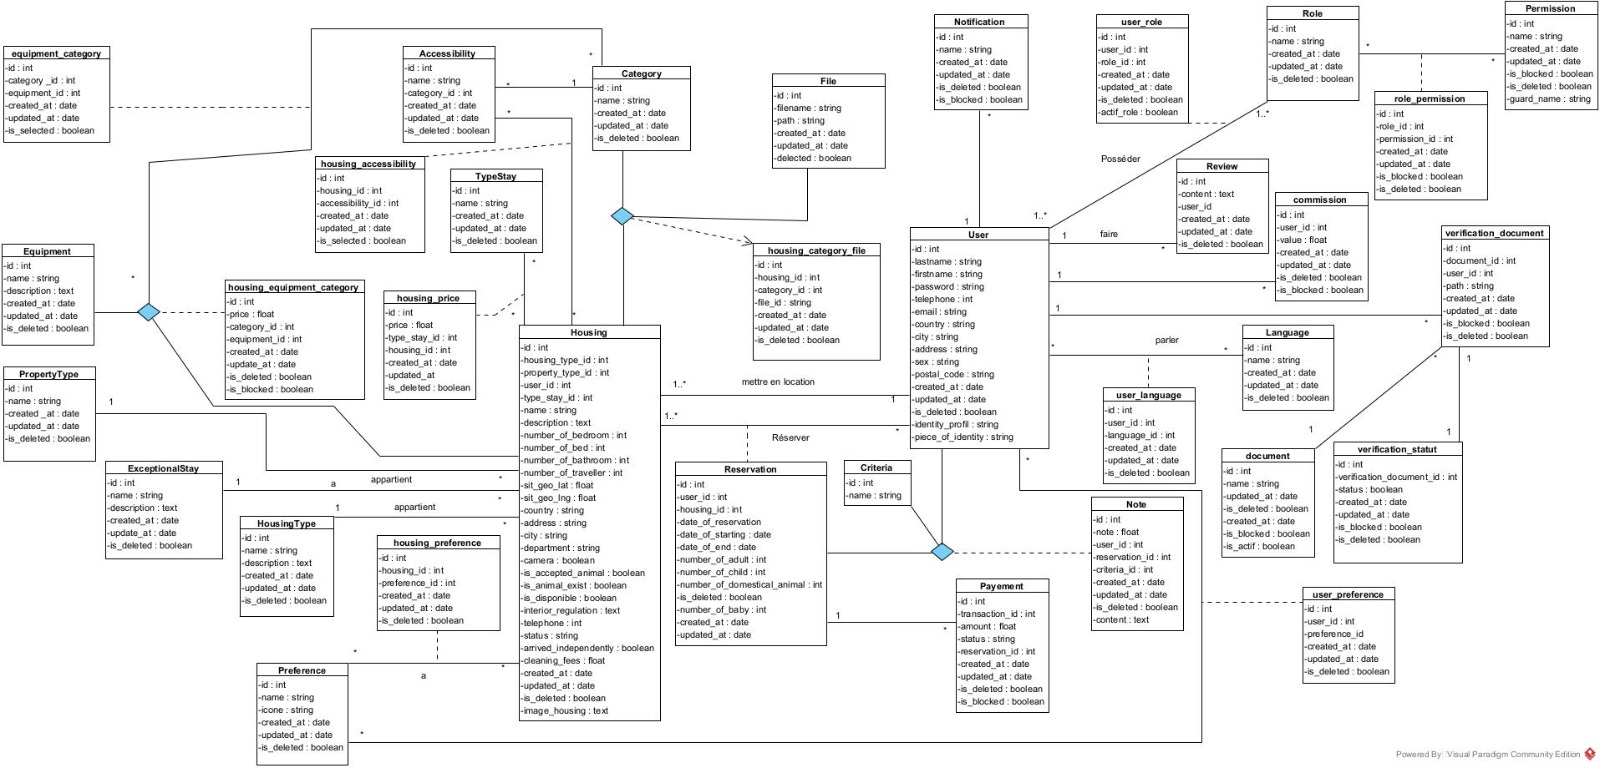 equipment_category
-id : int
-category _id : int
-equipment_id : int
-created_at : date
-updated_at : date
-is_selected : boolean
Accessibility
-id : int
-name : string
-category_id : int
-created_at : date
-updated_at : date
-is_deleted : boolean
*
1
*
*
Category
-id : int
-name : string
-created_at : date
-updated_at : date
-is_deleted : boolean
File
-id : int
-filename : string
-path : string
-created_at : date
-updated_at : date
-delected : boolean
Notification
-id : int
-name : string
-created_at : date
-updated_at : date
-is_deleted : boolean
-is_blocked : boolean
*
1
user_role
-id : int
-user_id : int
-role_id : int
-created_at : date
-updated_at : date
-is_deleted : boolean
-actif_role : boolean
Role
-id : int
-name : string
-created_at : date
-updated_at : date
-is_deleted : boolean
*
*
1..*
Posséder
1..*
Permission
-id : int
-name : string
-created_at : date
-updated_at : date
-is_blocked : boolean
-is_deleted : boolean
-guard_name : string
role_permission
-id : int
-role_id : int
-permission_id : int
-created_at : date
-updated_at : date
-is_blocked : boolean
-is_deleted : boolean
housing_accessibility
-id : int
-housing_id : int
-accessibility_id : int
-created_at : date
-updated_at : date
-is_selected : boolean
TypeStay
-id : int
-name : string
-created_at : date
-updated_at : date
-is_deleted : boolean
*
*
*
Review
-id : int
-content : text
-user_id
-created_at : date
-updated_at : date
-is_deleted : boolean
1
faire
*
commission
-id : int
-user_id : int
-value : float
-created_at : date
-updated_at : date
-is_deleted : boolean
-is_blocked : boolean
1
*
verification_document
-id : int
-document_id : int
-user_id : int
-path : string
-created_at : date
-updated_at : date
-is_blocked : boolean
-is_deleted : boolean
1
*
*
1
1
1
Equipment
-id : int
-name : string
-description : text
-created_at : date
-updated_at : date
-is_deleted : boolean
*
housing_equipment_category
-id : int
-price : float
-category_id : int
-equipment_id : int
-created_at : date
-update_at : date
-is_deleted : boolean
-is_blocked : boolean
housing_price
-id : int
-price : float
-type_stay_id : int
-housing_id : int
-created_at : date
-updated_at
-is_deleted : boolean
housing_category_file
-id : int
-housing_id : int
-category_id : int
-file_id : string
-created_at : date
-updated_at : date
-is_deleted : boolean
User
-id : int
-lastname : string
-firstname : string
-password : string
-telephone : int
-email : string
-country : string
-city : string
-address : string
-sex : string
-postal_code : string
-created_at : date
-updated_at : date
-is_deleted : boolean
-identity_profil : string
-piece_of_identity : string
*
*
parler
*
Language
-id : int
-name : string
-created_at : date
-updated_at : date
-is_deleted : boolean
user_language
-id : int
-user_id : int
-language_id : int
-created_at : date
-updated_at : date
-is_deleted : boolean
PropertyType
-id : int
-name : string
-created _at : date
-updated _at : date
-is_deleted : boolean
1
Housing
-id : int
-housing_type_id : int
-property_type_id : int
-user_id : int
-type_stay_id : int
-name : string
-description : text
-number_of_bedroom : int
-number_of_bed : int
-number_of_bathroom : int
-number_of_traveller : int
-sit_geo_lat : float
-sit_geo_lng : float
-country : string
-address : string
-city : string
-department : string
-camera : boolean
-is_accepted_animal : boolean
-is_animal_exist : boolean
-is_disponible : boolean
-interior_regulation : text
-telephone : int
-status : string
-arrived_independently : boolean
-cleaning_fees : float
-created_at : date
-updated_at : date
-is_deleted : boolean
-image_housing : text
1..*
mettre en location
1
1..*
Réserver
*
ExceptionalStay
-id : int
-name : string
-description : text
-created_at : date
-update_at : date
-is_deleted : boolean
appartient
*
1
a
*
1
appartient
*
HousingType
-id : int
-name : string
-description : text
-created_at : date
-updated_at : date
-is_deleted : boolean
housing_preference
-id : int
-housing_id : int
-preference_id : int
-created_at : date
-updated_at : date
-is_deleted : boolean
Reservation
-id : int
-user_id : int
-housing_id : int
-date_of_reservation
-date_of_starting : date
-date_of_end : date
-number_of_adult : int
-number_of_child : int
-number_of_domestical_animal : int
-is_deleted : boolean
-number_of_baby : int
-created_at : date
-updated_at : date
1
*
Criteria
-id : int
-name : string
Note
-id : int
-note : float
-user_id : int
-reservation_id : int
-criteria_id : int
-created_at : date
-updated_at : date
-is_deleted : boolean
-content : text
document
-id : int
-name : string
-updated_at : date
-is_deleted : boolean
-created_at : date
-is_blocked : boolean
-is_actif : boolean
verification_statut
-id : int
-verification_document_id : int
-status : boolean
-created_at : date
-updated_at : date
-is_blocked : boolean
-is_deleted : boolean
Payement
-id : int
-transaction_id : int
-amount : float
-status : string
-reservation_id : int
-created_at : date
-updated_at : date
-is_deleted : boolean
-is_blocked : boolean
user_preference
-id : int
-user_id : int
-preference_id
-created_at : date
-updated_at : date
-is_deleted : boolean
Preference
-id : int
-name : string
-icone : string
-created_at : date
-updated_at : date
-is_deleted : boolean
*
a
*
*
Powered By: Visual Paradigm Community Edition